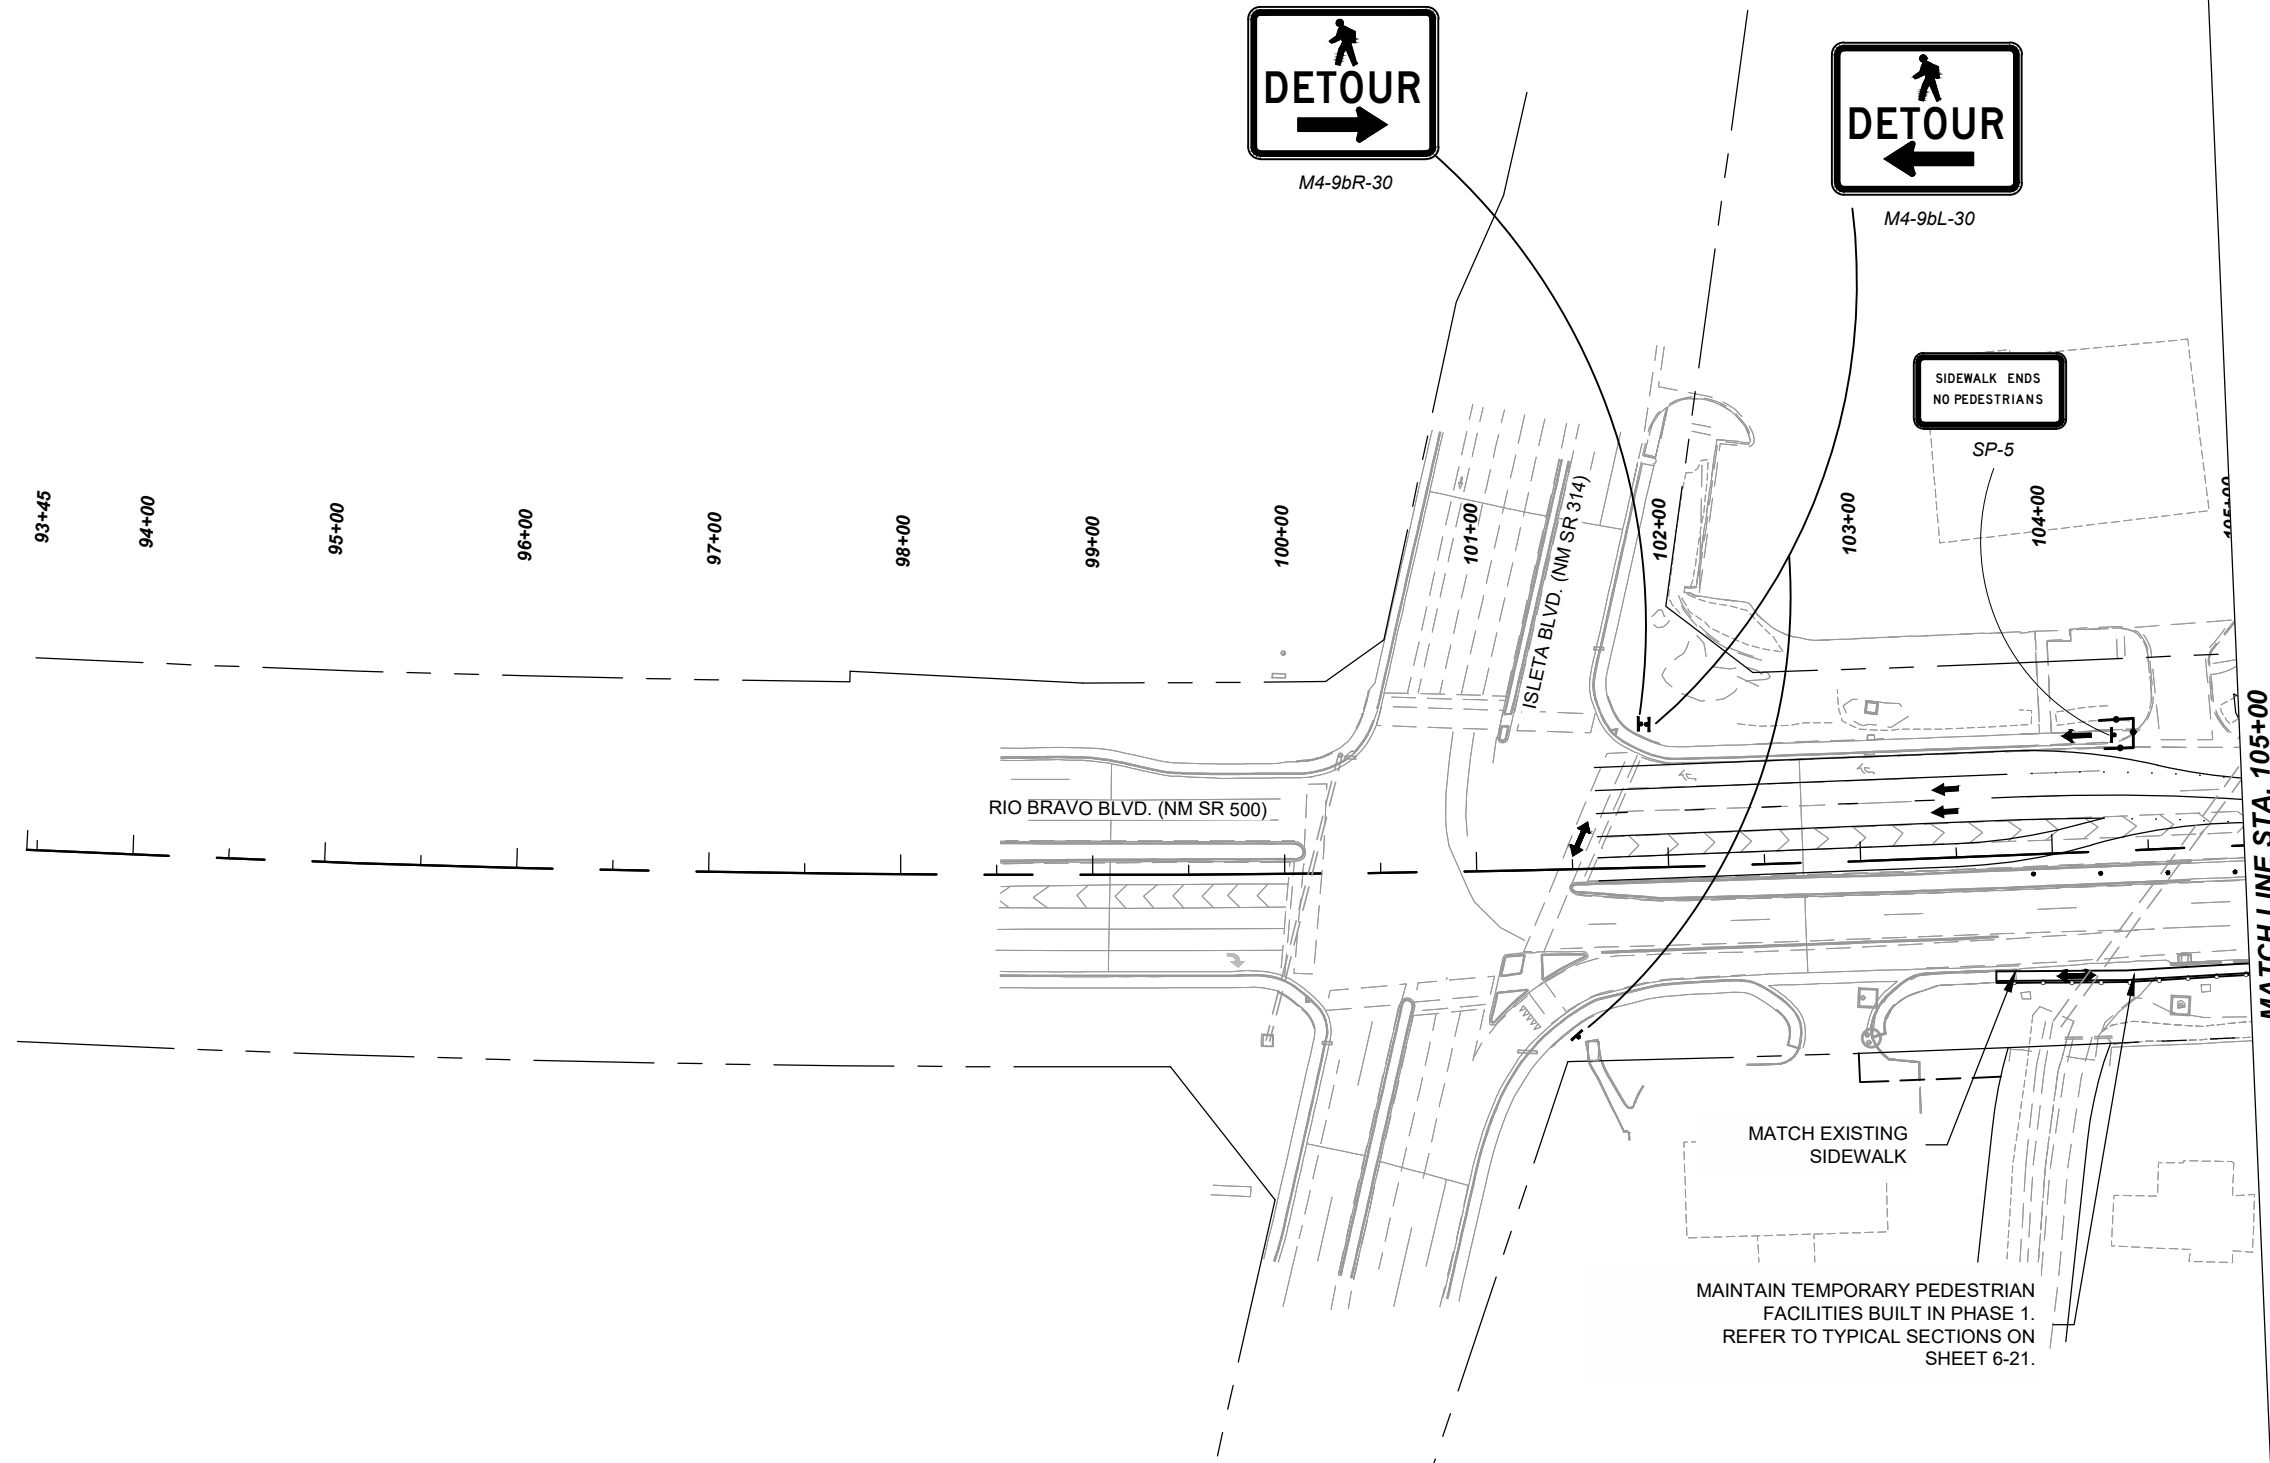 DETOUR
M4-9bR-30
DETOUR
M4-9bL-30
SIDEWALK ENDS
NO PEDESTRIANS
SP-5
93+45
94+00
95+00
96+00
97+00
98+00
99+00
100+00
101+00
102+00
103+00
104+00
105+00
ISLETA BLVD. (NM SR 314)
RIO BRAVO BLVD. (NM SR 500)
MATCH LINE STA. 105+00
MATCH EXISTING
SIDEWALK
MAINTAIN TEMPORARY PEDESTRIAN
FACILITIES BUILT IN PHASE 1.
REFER TO TYPICAL SECTIONS ON
SHEET 6-21.